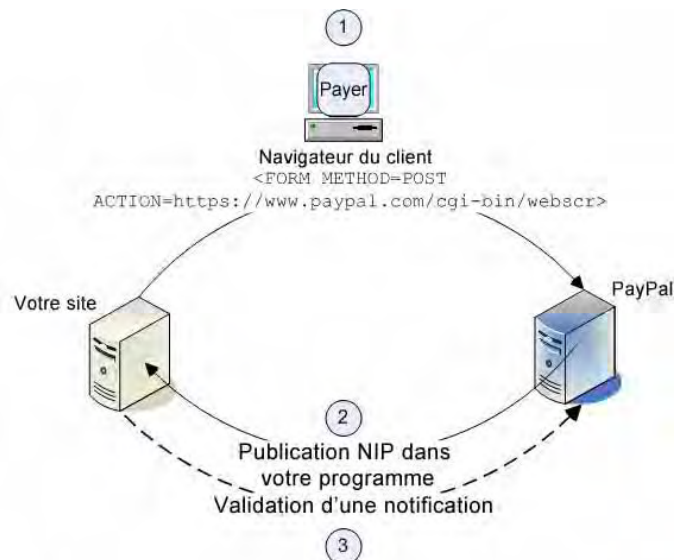 1
Payer
Navigateur du client
<FORM METHOD=POST
ACTION=https://www.paypal.com/cgi-bin/webscr>
Votre site
PayPal
2
Publication NIP dans
votre programme
Validation d'une notification
3